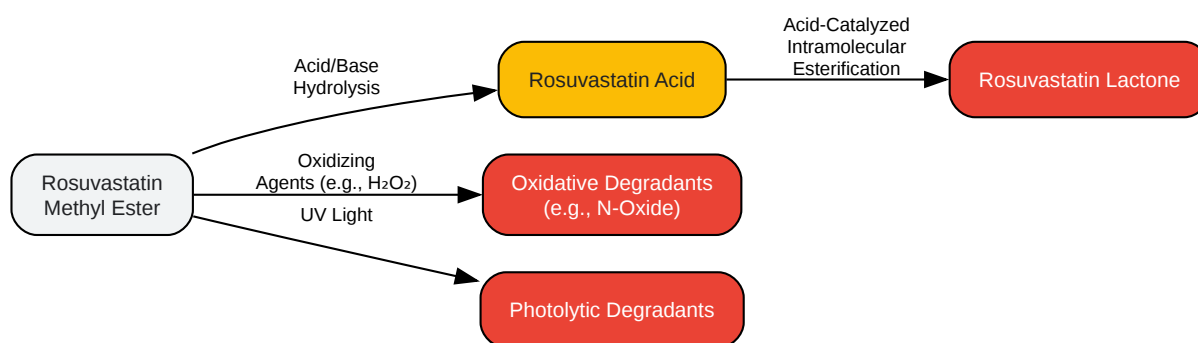 Acid-Catalyzed
Intramolecular
Esterification
Acid/Base
Hydrolysis
Rosuvastatin Acid
Rosuvastatin Lactone
Rosuvastatin
Methyl Ester
Oxidizing
Agents (e.g., H₂O₂)
UV Light
Oxidative Degradants
(e.g., N-Oxide)
Photolytic Degradants